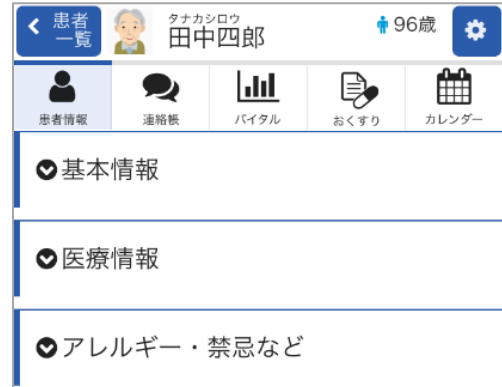 患者
一覧
タナカシロウ
田中四郎
96歳
患者情報
連絡帳
バイタル
おくすり
カレンダー
基本情報
医療情報
アレルギー・禁忌など